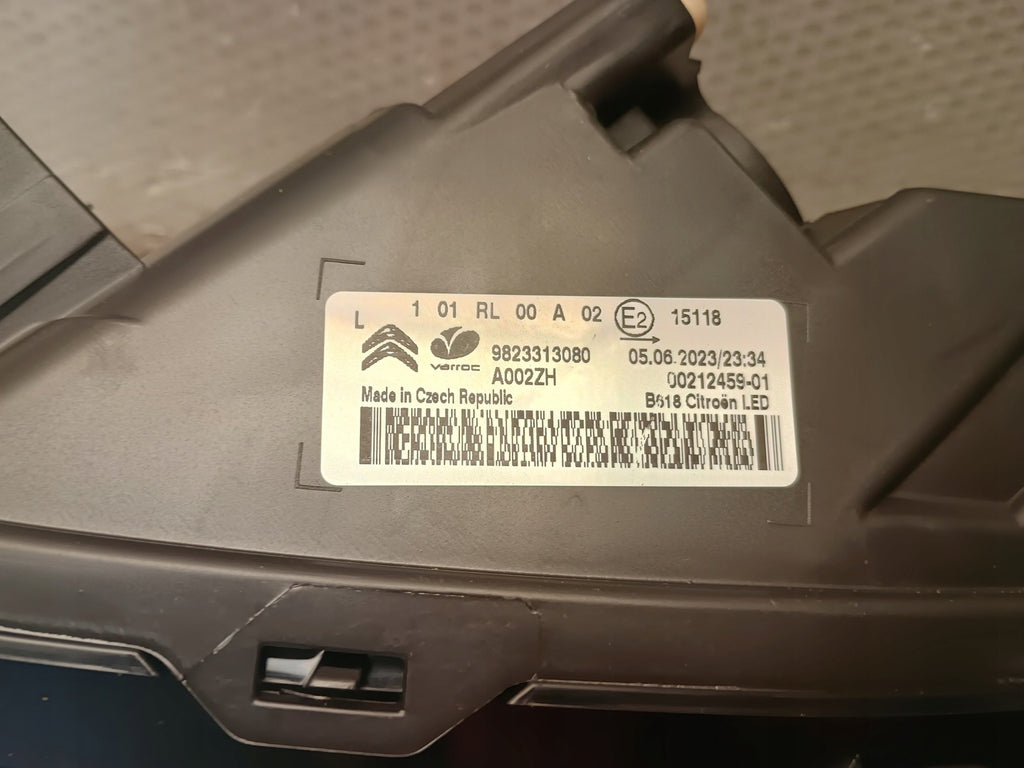 L 1 01 RL 00 A 02 E2 15118
varroc
9823313080 05.06.2023/23:34
A002ZH 00212459-01
Made in Czech Republic B618 Citroën LED